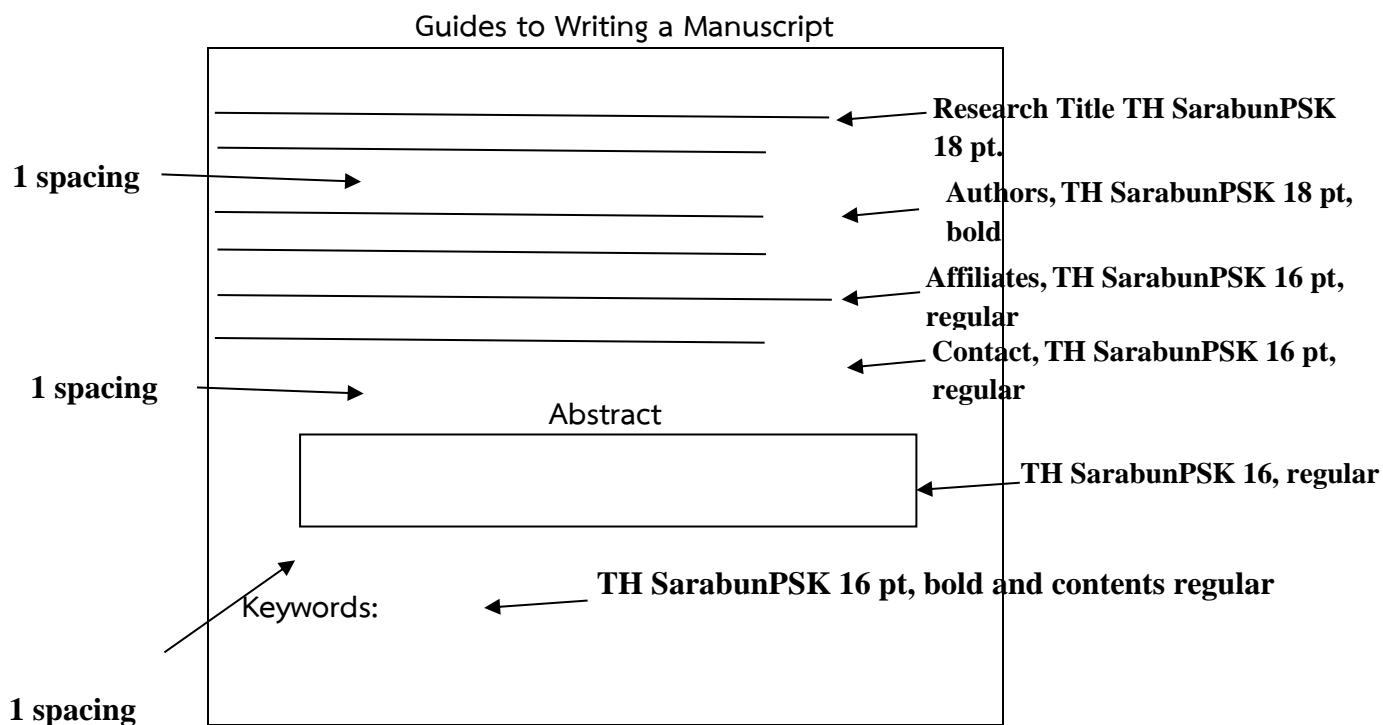 Guides to Writing a Manuscript
Research Title TH SarabunPSK
18 pt.
1 spacing
Authors, TH SarabunPSK 18 pt,
bold
Affiliates, TH SarabunPSK 16 pt,
regular
Contact, TH SarabunPSK 16 pt,
regular
1 spacing
Abstract
TH SarabunPSK 16, regular
TH SarabunPSK 16 pt, bold and contents regular
Keywords:
1 spacing